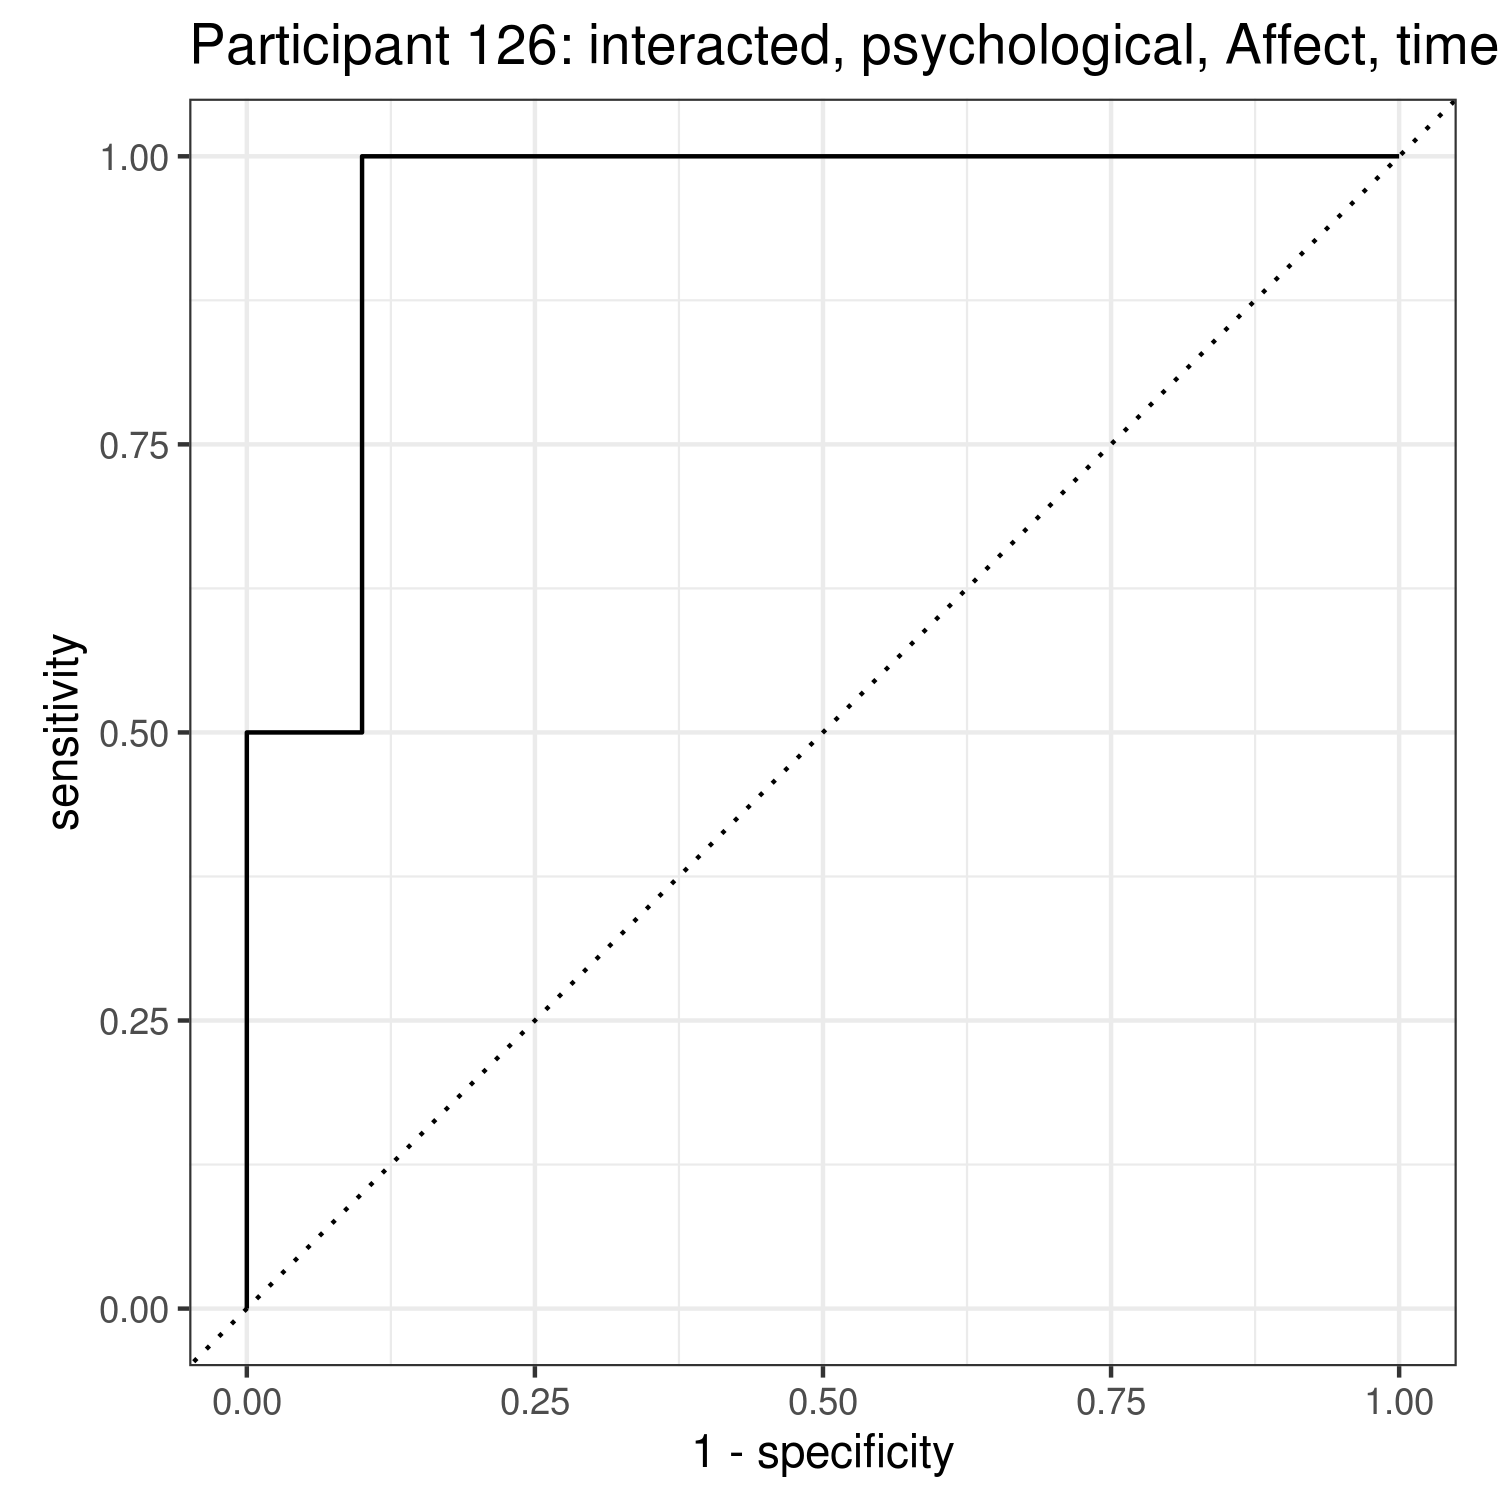 Participant 126: interacted, psychological, Affect, time
1.00
0.75
0.50
0.25
0.00
sensitivity
0.00 0.25 0.50 0.75 1.00
1 - specificity